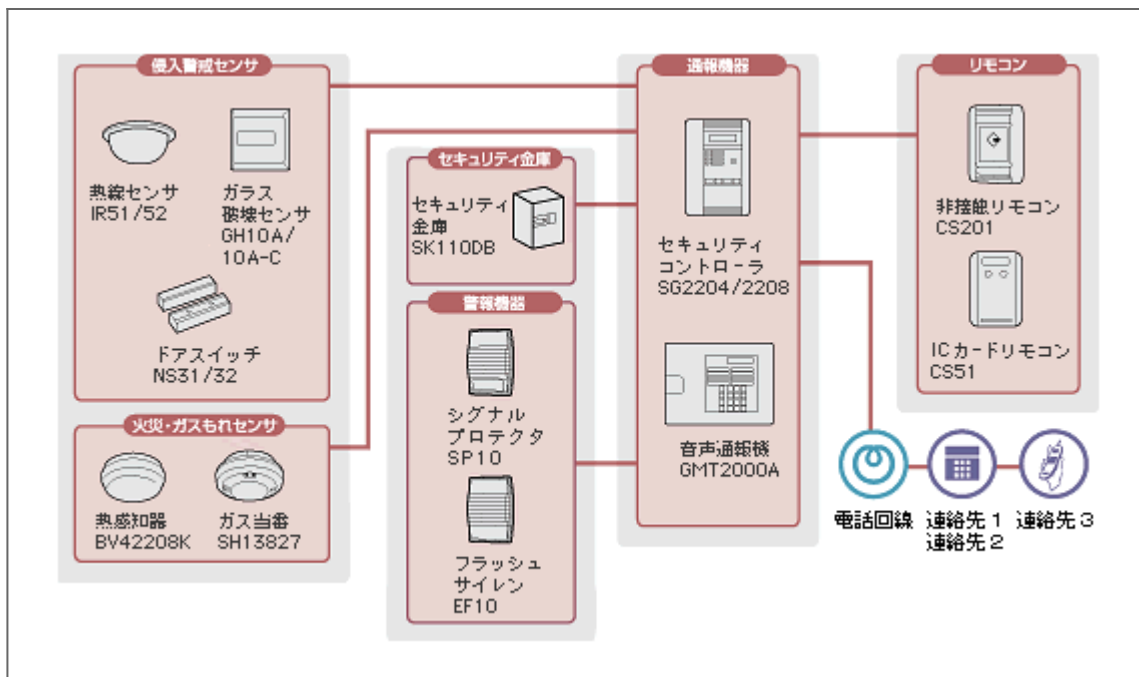 侵入警戒センサ
熱線センサ
IR51/52
ガラス
破壊センサ
GH10A/
10A-C
ドアスイッチ
NS31/32
火災・ガスもれセンサ
熱感知器
BV42208K
ガス当番
SH13827
セキュリティ金庫
セキュリティ
金庫
SK110DB
警報機器
シグナル
プロテクタ
SP10
フラッシュ
サイレン
EF10
通報機器
セキュリティ
コントローラ
SG2204/2208
音声通報機
GMT2000A
リモコン
非接触リモコン
CS201
ICカードリモコン
CS51
電話回線
連絡先1
連絡先2
連絡先3